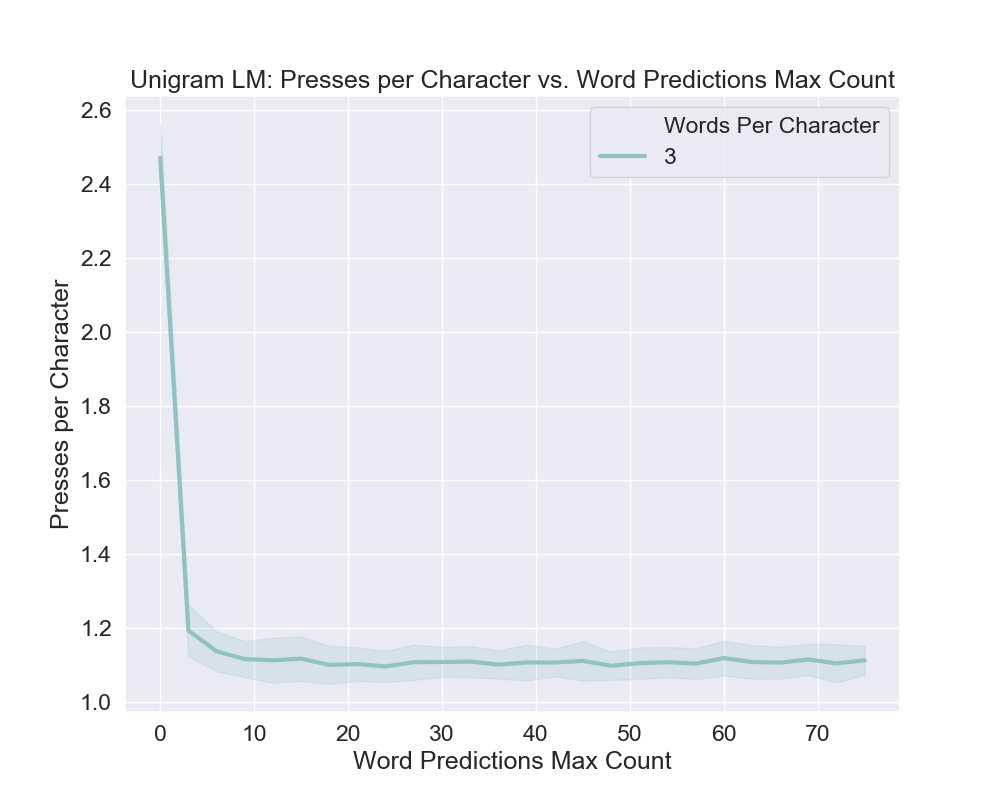 Unigram LM: Presses per Character vs. Word Predictions Max Count
Words Per Character
3
Presses per Character
2.6
2.4
2.2
2.0
1.8
1.6
1.4
1.2
1.0
0 10 20 30 40 50 60 70
Word Predictions Max Count